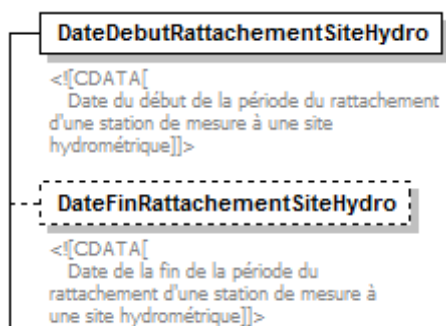 DateDebutRattachementSiteHydro
<![CDATA[
Date du début de la période du rattachement
d'une station de mesure à une site
hydrométrique]]>
DateFinRattachementSiteHydro
<![CDATA[
Date de la fin de la période du
rattachement d'une station de mesure à
une site hydrométrique]]>